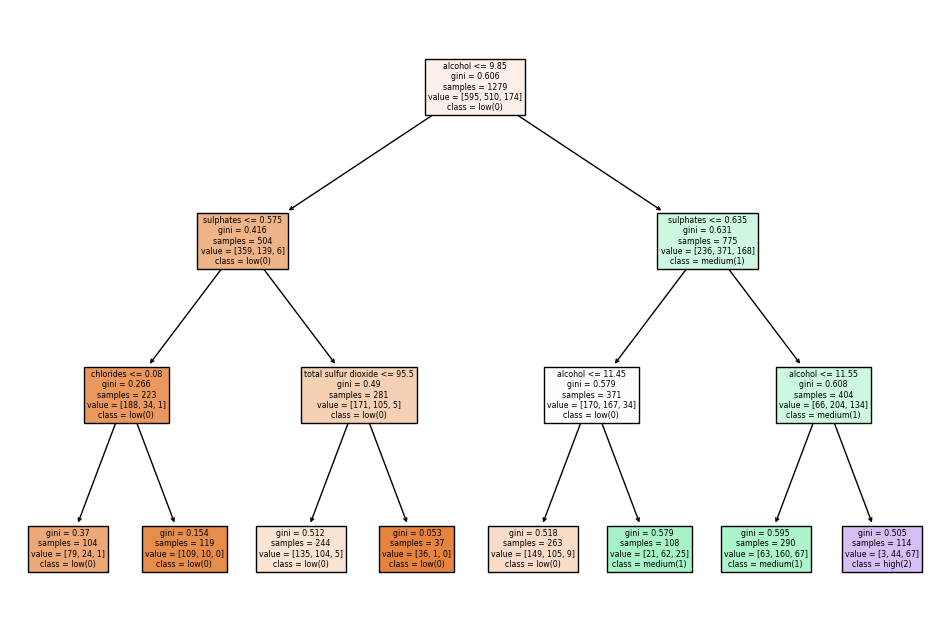 alcohol <= 9.85
gini = 0.606
samples = 1279
value = [595, 510, 174]
class = low(0)
sulphates <= 0.575
gini = 0.416
samples = 504
value = [359, 139, 6]
class = low(0)
sulphates <= 0.635
gini = 0.631
samples = 775
value = [236, 371, 168]
class = medium(1)
chlorides <= 0.08
gini = 0.266
samples = 223
value = [188, 34, 1]
class = low(0)
total sulfur dioxide <= 95.5
gini = 0.49
samples = 281
value = [171, 105, 5]
class = low(0)
alcohol <= 11.45
gini = 0.579
samples = 371
value = [170, 167, 34]
class = low(0)
alcohol <= 11.55
gini = 0.608
samples = 404
value = [66, 204, 134]
class = medium(1)
gini = 0.37
samples = 104
value = [79, 24, 1]
class = low(0)
gini = 0.154
samples = 119
value = [109, 10, 0]
class = low(0)
gini = 0.512
samples = 244
value = [135, 104, 5]
class = low(0)
gini = 0.053
samples = 37
value = [36, 1, 0]
class = low(0)
gini = 0.518
samples = 263
value = [149, 105, 9]
class = low(0)
gini = 0.579
samples = 108
value = [21, 62, 25]
class = medium(1)
gini = 0.595
samples = 290
value = [63, 160, 67]
class = medium(1)
gini = 0.505
samples = 114
value = [3, 44, 67]
class = high(2)